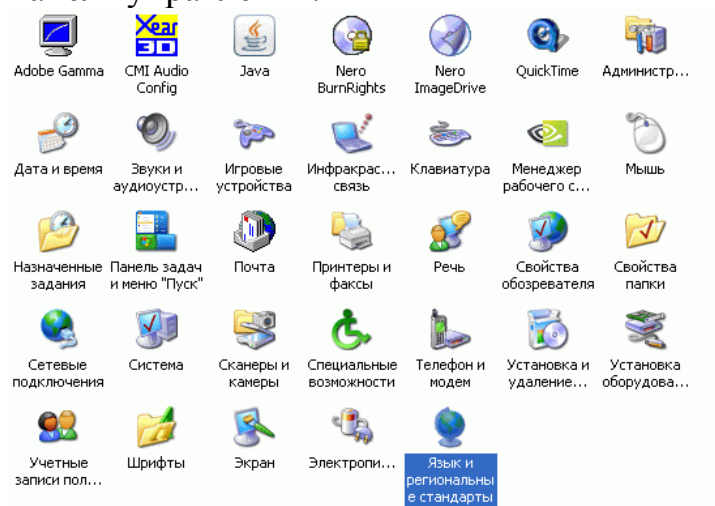 Xear
3D
Adobe Gamma
CMI Audio
Config
Java
Nero
BurnRights
Nero
ImageDrive
QuickTime
Администр...
Дата и время
Звуки и
аудиоустр...
Игровые
устройства
Инфракрас...
связь
Клавиатура
Менеджер
рабочего с...
Мышь
Назначенные
задания
Панель задач
и меню "Пуск"
Почта
Принтеры и
факсы
Речь
Свойства
обозревателя
Свойства
папки
Сетевые
подключения
Система
Сканеры и
камеры
Специальные
возможности
Телефон и
модем
Установка и
удаление...
Установка
оборудова...
Учетные
записи пол...
Шрифты
Экран
Электропи...
Язык и
региональны
е стандарты